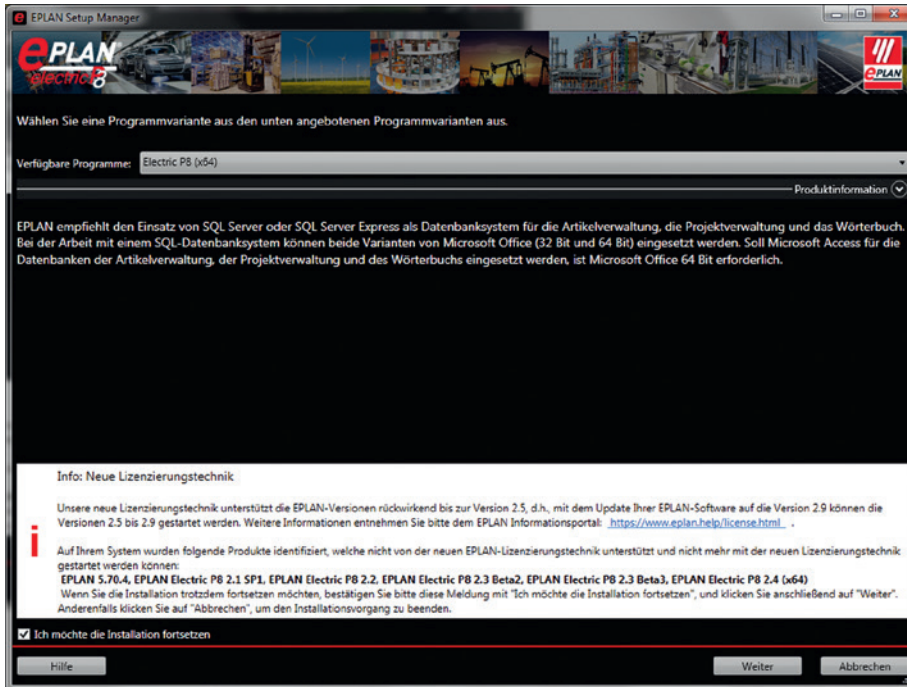 EPLAN Setup Manager
ePLAN
electric P8
ePLAN
Wählen Sie eine Programmvariante aus den unten angebotenen Programmvarianten aus.
Verfügbare Programme: Electric P8 (x64)
Produktinformation
EPLAN empfiehlt den Einsatz von SQL Server oder SQL Server Express als Datenbanksystem für die Artikelverwaltung, die Projektverwaltung und das Wörterbuch.
Bei der Arbeit mit einem SQL-Datenbanksystem können beide Varianten von Microsoft Office (32 Bit und 64 Bit) eingesetzt werden. Soll Microsoft Access für die
Datenbanken der Artikelverwaltung, der Projektverwaltung und des Wörterbuchs eingesetzt werden, ist Microsoft Office 64 Bit erforderlich.
Info: Neue Lizenzierungstechnik
Unsere neue Lizenzierungstechnik unterstützt die EPLAN-Versionen rückwirkend bis zur Version 2.5, d.h., mit dem Update Ihrer EPLAN-Software auf die Version 2.9 können die
Versionen 2.5 bis 2.9 gestartet werden. Weitere Informationen entnehmen Sie bitte dem EPLAN Informationsportal: https://www.eplan.help/license.html .
i
Auf Ihrem System wurden folgende Produkte identifiziert, welche nicht von der neuen EPLAN-Lizenzierungstechnik unterstützt und nicht mehr mit der neuen Lizenzierungstechnik
gestartet werden können:
EPLAN 5.70.4, EPLAN Electric P8 2.1 SP1, EPLAN Electric P8 2.2, EPLAN Electric P8 2.3 Beta2, EPLAN Electric P8 2.3 Beta3, EPLAN Electric P8 2.4 (x64)
Wenn Sie die Installation trotzdem fortsetzen möchten, bestätigen Sie bitte diese Meldung mit "Ich möchte die Installation fortsetzen", und klicken Sie anschließend auf "Weiter".
Anderenfalls klicken Sie auf "Abbrechen", um den Installationsvorgang zu beenden.
Ich möchte die Installation fortsetzen
Hilfe
Weiter
Abbrechen